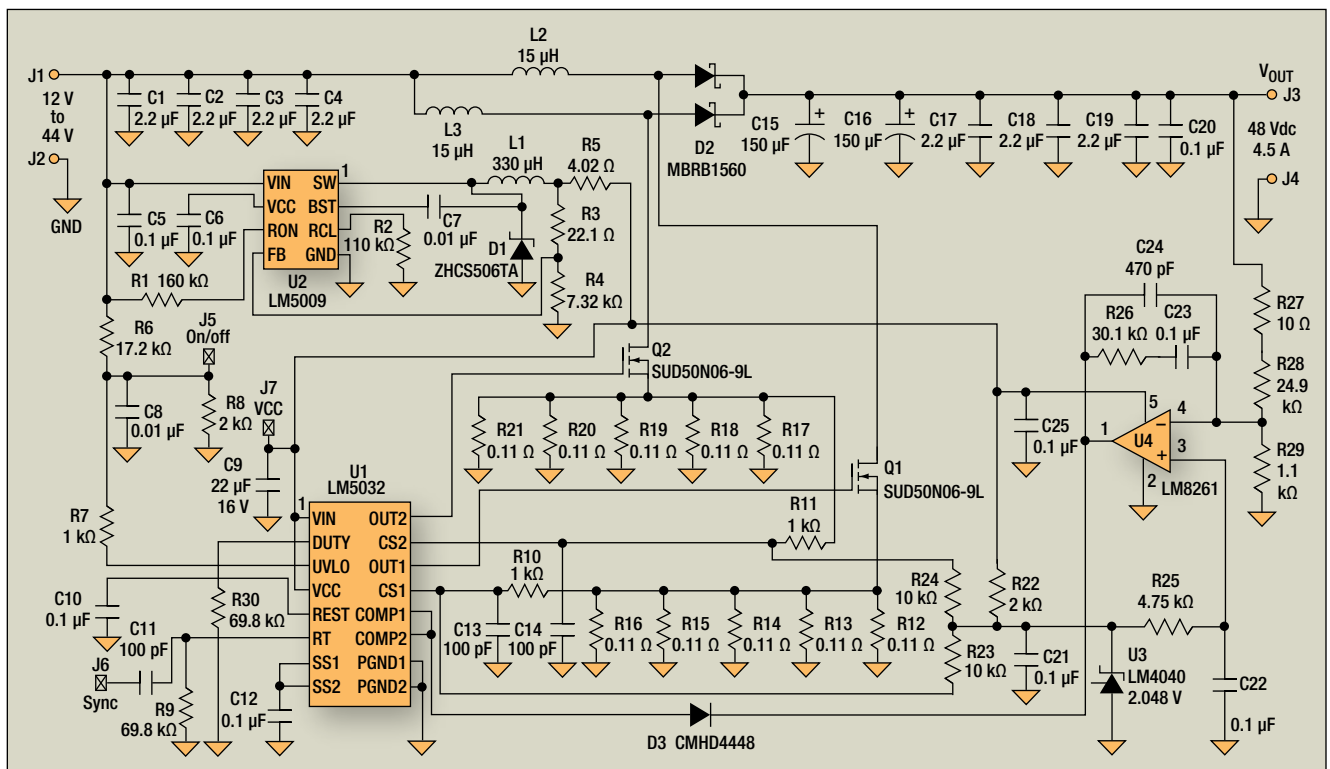 L2
15 µH
J1
12 V
to
44 V
J2
GND
C1
2.2 µF
C2
2.2 µF
C3
2.2 µF
C4
2.2 µF
L3
15 µH
D2
MBRB1560
C15
150 µF
C16
150 µF
C17
2.2 µF
C18
2.2 µF
C19
2.2 µF
C20
0.1 µF
VOUT
J3
48 Vdc
4.5 A
J4
L1
330 µH
R5
4.02 Ω
C5
0.1 µF
C6
0.1 µF
VIN
VCC
RON
FB
1
SW
BST
RCL
GND
U2
LM5009
R2
110 kΩ
C7
0.01 µF
D1
ZHCS506TA
R3
22.1 Ω
R4
7.32 kΩ
R1 160 kΩ
R6
17.2 kΩ
J5
On/off
C8
0.01 µF
R8
2 kΩ
J7
VCC
C9
22 µF
16 V
Q2
SUD50N06-9L
R21
0.11 Ω
R20
0.11 Ω
R19
0.11 Ω
R18
0.11 Ω
R17
0.11 Ω
Q1
SUD50N06-9L
C24
470 pF
R26
30.1 kΩ
C23
0.1 µF
R27
10 Ω
R28
24.9
kΩ
R29
1.1
kΩ
C25
0.1 µF
1
5
4
3
2
–
+
U4
LM8261
R7
1 kΩ
U1
LM5032
1
VIN
DUTY
UVLO
VCC
REST
RT
SS1
SS2
OUT2
CS2
OUT1
CS1
COMP1
COMP2
PGND1
PGND2
R11
1 kΩ
R10
1 kΩ
C10
0.1 µF
R30
69.8 kΩ
C11
100 pF
J6
Sync
R9
69.8 kΩ
C12
0.1 µF
C13
100 pF
C14
100 pF
R16
0.11 Ω
R15
0.11 Ω
R14
0.11 Ω
R13
0.11 Ω
R12
0.11 Ω
R24
10 kΩ
R23
10 kΩ
R22
2 kΩ
C21
0.1 µF
R25
4.75 kΩ
U3
LM4040
2.048 V
C22
0.1 µF
D3 CMHD4448